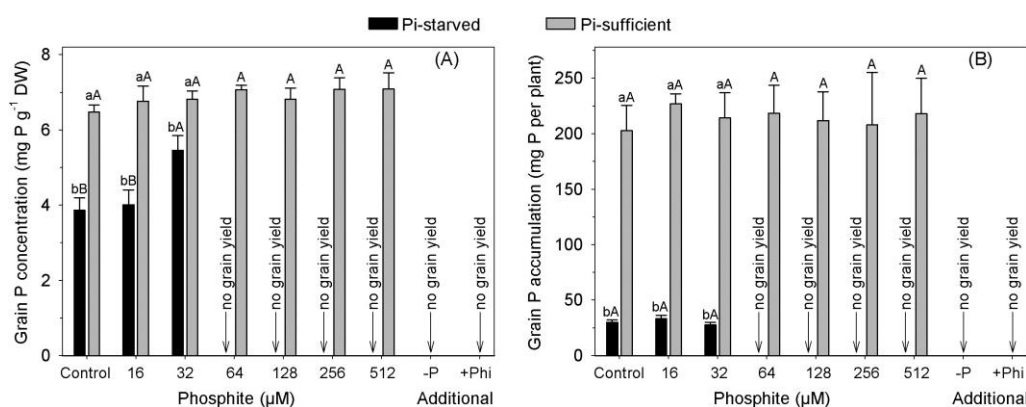 Pi-starved Pi-sufficient
(A)
Grain P concentration (mg P g-1 DW)
8
6
4
2
0
bB aA bB aA bA aA A A A A
no grain yield no grain yield no grain yield no grain yield no grain yield no grain yield
Control 16 32 64 128 256 512 -P +Phi
Phosphite (µM) Additional
(B)
Grain P accumulation (mg P per plant)
250
200
150
100
50
0
bA aA bA aA bA aA A A A A
no grain yield no grain yield no grain yield no grain yield no grain yield no grain yield
Control 16 32 64 128 256 512 -P +Phi
Phosphite (µM) Additional